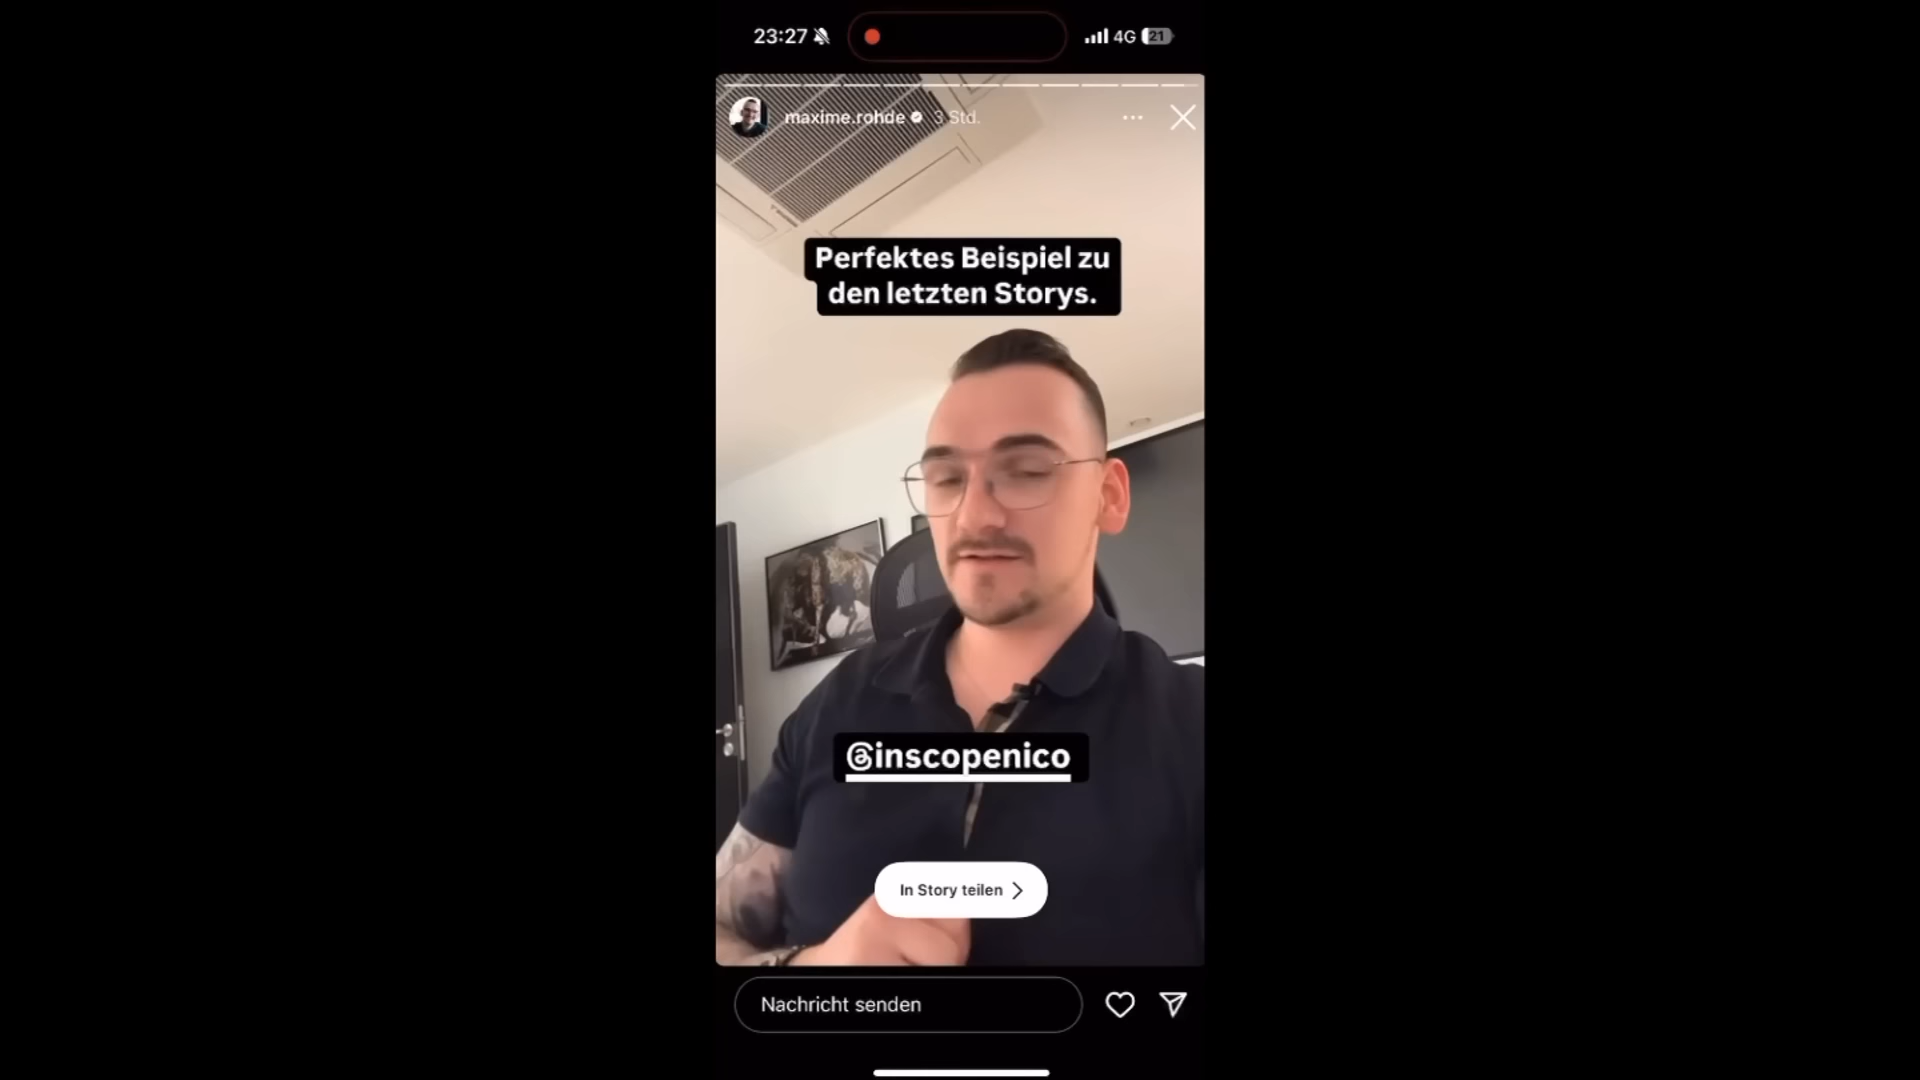 23:27
4G 21
maxime.rohde 3 Std.
Perfektes Beispiel zu
den letzten Storys.
@inscopenico
In Story teilen
Nachricht senden